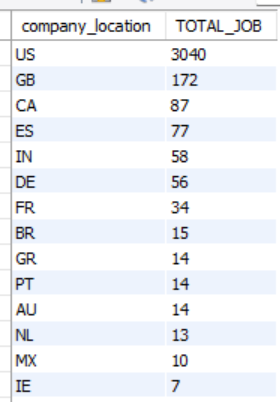 company_location TOTAL_JOB
US 3040
GB 172
CA 87
ES 77
IN 58
DE 56
FR 34
BR 15
GR 14
PT 14
AU 14
NL 13
MX 10
IE 7